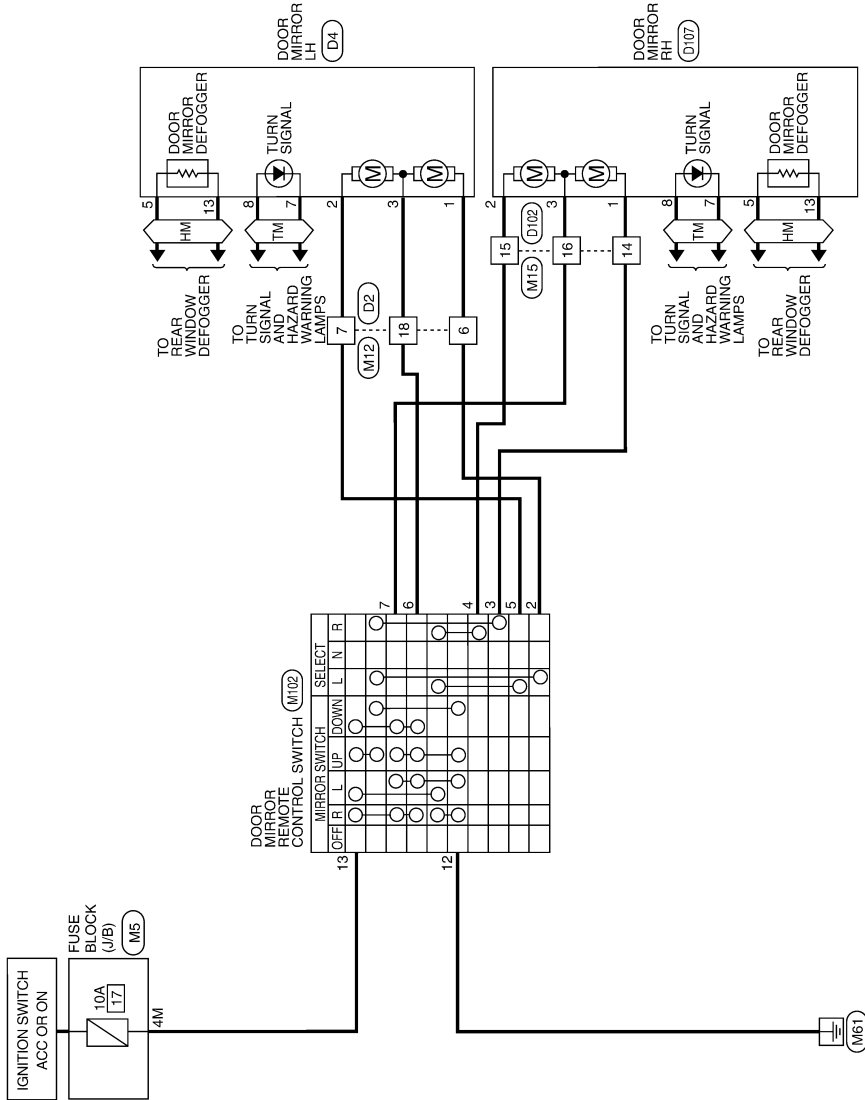 IGNITION SWITCH
ACC OR ON
FUSE
BLOCK
(J/B)
M5
10A
17
4M
DOOR
MIRROR
REMOTE
CONTROL SWITCH
M102
MIRROR SWITCH
SELECT
OFF
R
L
UP
DOWN
L
N
R
13
12
M61
7
6
4
3
5
2
7
18
6
M12
D2
15
16
14
M15
D102
DOOR
MIRROR
LH
D4
5
13
8
7
2
3
1
HM
TM
DOOR
MIRROR
DEFOGGER
TURN
SIGNAL
M
M
TO
REAR
WINDOW
DEFOGGER
TO
TURN
SIGNAL
AND
HAZARD
WARNING
LAMPS
DOOR
MIRROR
RH
D107
2
3
1
8
7
5
13
M
M
TM
HM
TURN
SIGNAL
DOOR
MIRROR
DEFOGGER
TO
TURN
SIGNAL
AND
HAZARD
WARNING
LAMPS
TO
REAR
WINDOW
DEFOGGER